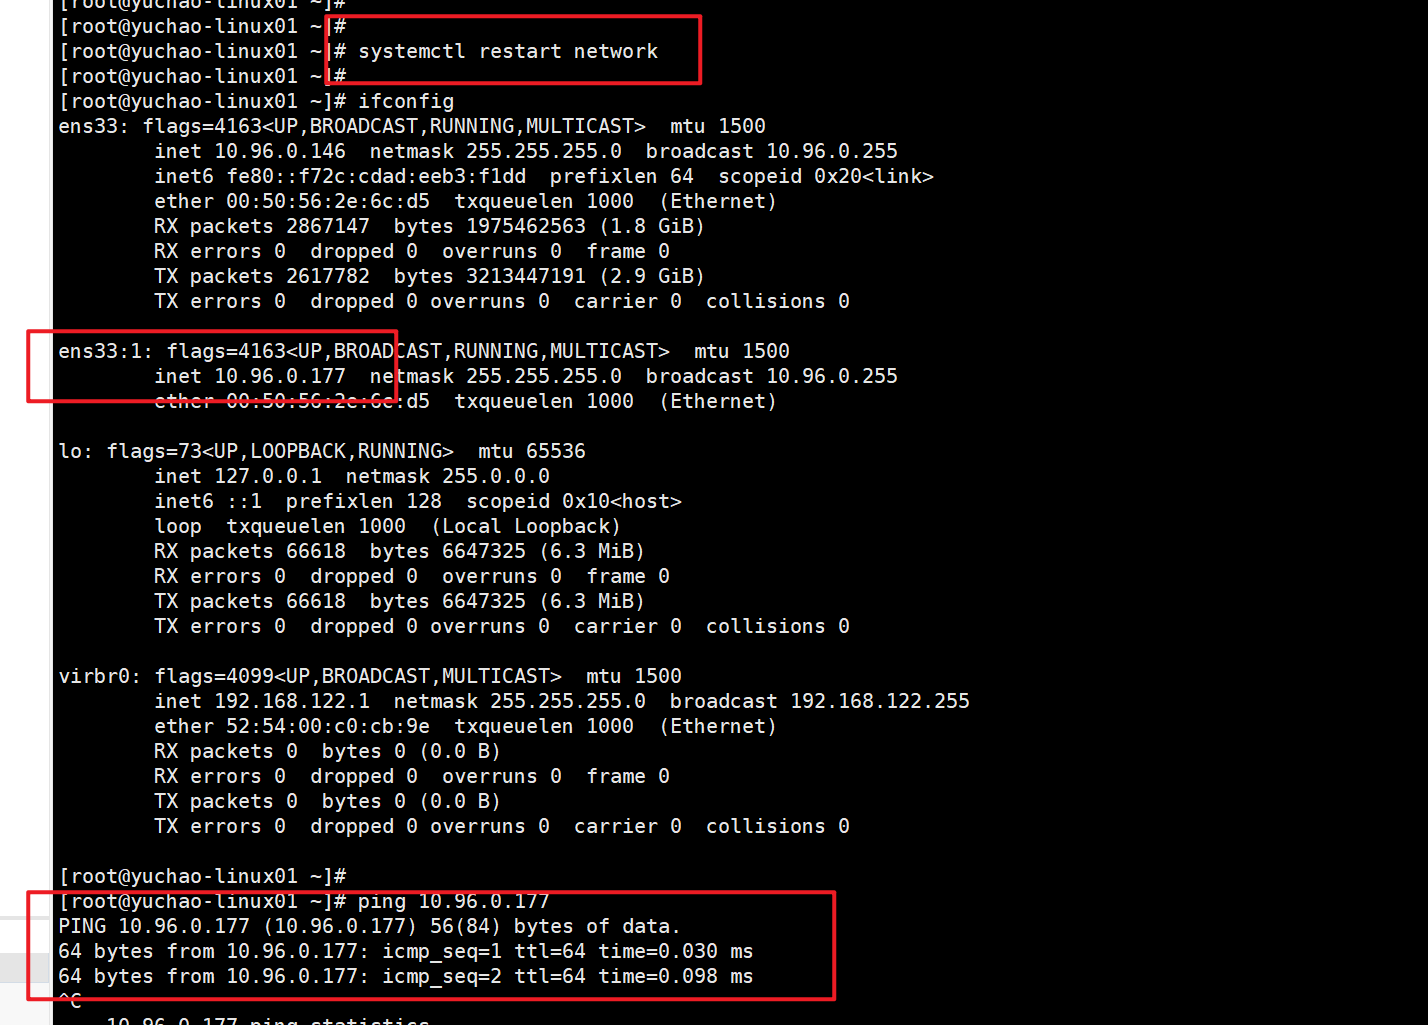 [root@yuchao-linux01 ~]#
[root@yuchao-linux01 ~]#
[root@yuchao-linux01 ~]# systemctl restart network
[root@yuchao-linux01 ~]#
[root@yuchao-linux01 ~]# ifconfig
ens33: flags=4163<UP,BROADCAST,RUNNING,MULTICAST>  mtu 1500
        inet 10.96.0.146  netmask 255.255.255.0  broadcast 10.96.0.255
        inet6 fe80::f72c:cdad:eeb3:f1dd  prefixlen 64  scopeid 0x20<link>
        ether 00:50:56:2e:6c:d5  txqueuelen 1000  (Ethernet)
        RX packets 2867147  bytes 1975462563 (1.8 GiB)
        RX errors 0  dropped 0  overruns 0  frame 0
        TX packets 2617782  bytes 3213447191 (2.9 GiB)
        TX errors 0  dropped 0 overruns 0  carrier 0  collisions 0
ens33:1: flags=4163<UP,BROADCAST,RUNNING,MULTICAST>  mtu 1500
        inet 10.96.0.177  netmask 255.255.255.0  broadcast 10.96.0.255
        ether 00:50:56:2e:6c:d5  txqueuelen 1000  (Ethernet)
lo: flags=73<UP,LOOPBACK,RUNNING>  mtu 65536
        inet 127.0.0.1  netmask 255.0.0.0
        inet6 ::1  prefixlen 128  scopeid 0x10<host>
        loop  txqueuelen 1000  (Local Loopback)
        RX packets 66618  bytes 6647325 (6.3 MiB)
        RX errors 0  dropped 0  overruns 0  frame 0
        TX packets 66618  bytes 6647325 (6.3 MiB)
        TX errors 0  dropped 0 overruns 0  carrier 0  collisions 0
virbr0: flags=4099<UP,BROADCAST,MULTICAST>  mtu 1500
        inet 192.168.122.1  netmask 255.255.255.0  broadcast 192.168.122.255
        ether 52:54:00:c0:cb:9e  txqueuelen 1000  (Ethernet)
        RX packets 0  bytes 0 (0.0 B)
        RX errors 0  dropped 0  overruns 0  frame 0
        TX packets 0  bytes 0 (0.0 B)
        TX errors 0  dropped 0 overruns 0  carrier 0  collisions 0
[root@yuchao-linux01 ~]#
[root@yuchao-linux01 ~]# ping 10.96.0.177
PING 10.96.0.177 (10.96.0.177) 56(84) bytes of data.
64 bytes from 10.96.0.177: icmp_seq=1 ttl=64 time=0.030 ms
64 bytes from 10.96.0.177: icmp_seq=2 ttl=64 time=0.098 ms
^C
10.96.0.177 ping statistics